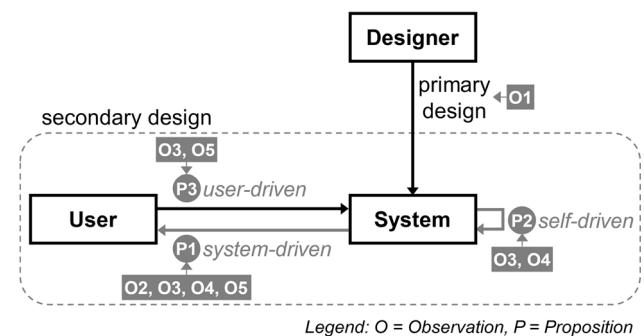 Designer
primary
design
O1
secondary design
O3, O5
P3 user-driven
User
System
P2 self-driven
P1 system-driven
O3, O4
O2, O3, O4, O5
Legend: O = Observation, P = Proposition